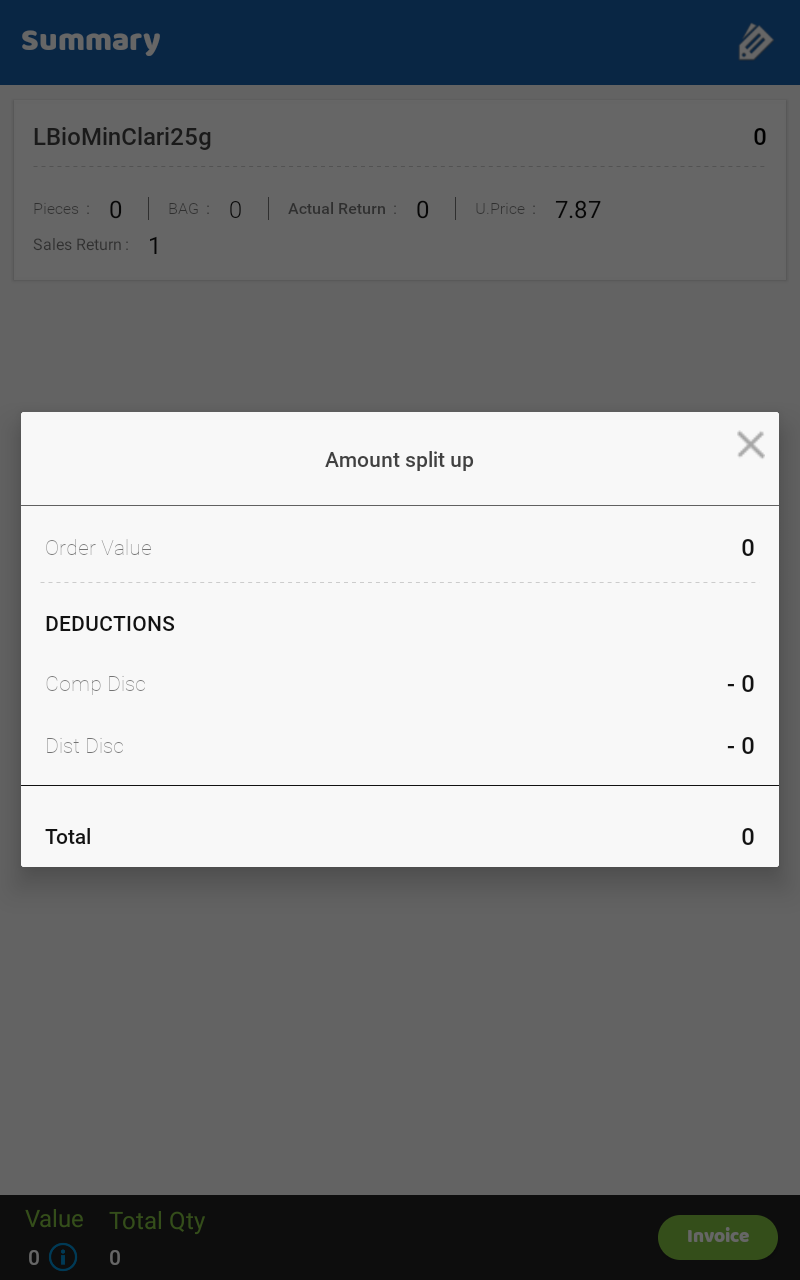 Summary
LBioMinClari25g 0
Pieces : 0 BAG : 0 Actual Return : 0 U.Price : 7.87
Sales Return : 1
Amount split up
Order Value 0
DEDUCTIONS
Comp Disc - 0
Dist Disc - 0
Total 0
Value Total Qty
0 0
Invoice